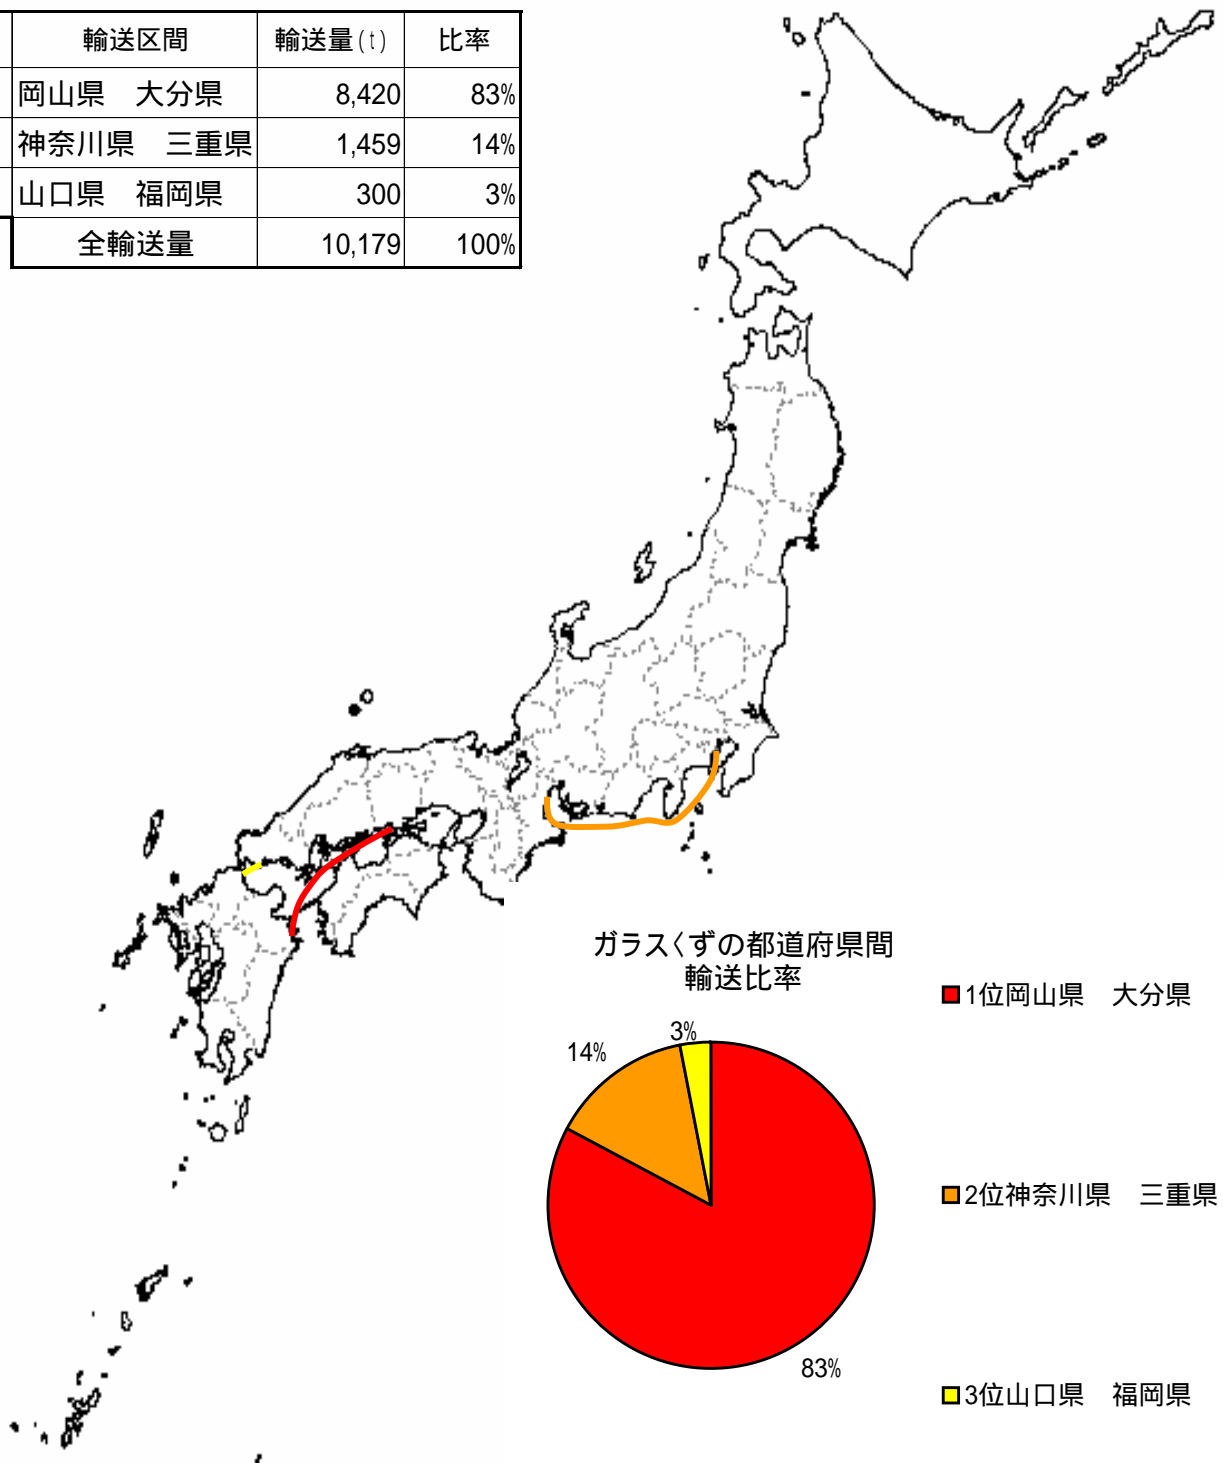 輸送区間 輸送量(t) 比率
岡山県　大分県 8,420 83%
神奈川県　三重県 1,459 14%
山口県　福岡県 300 3%
全輸送量 10,179 100%
ガラスくずの都道府県間
輸送比率
3%
14%
83%
1位岡山県　大分県
2位神奈川県　三重県
3位山口県　福岡県